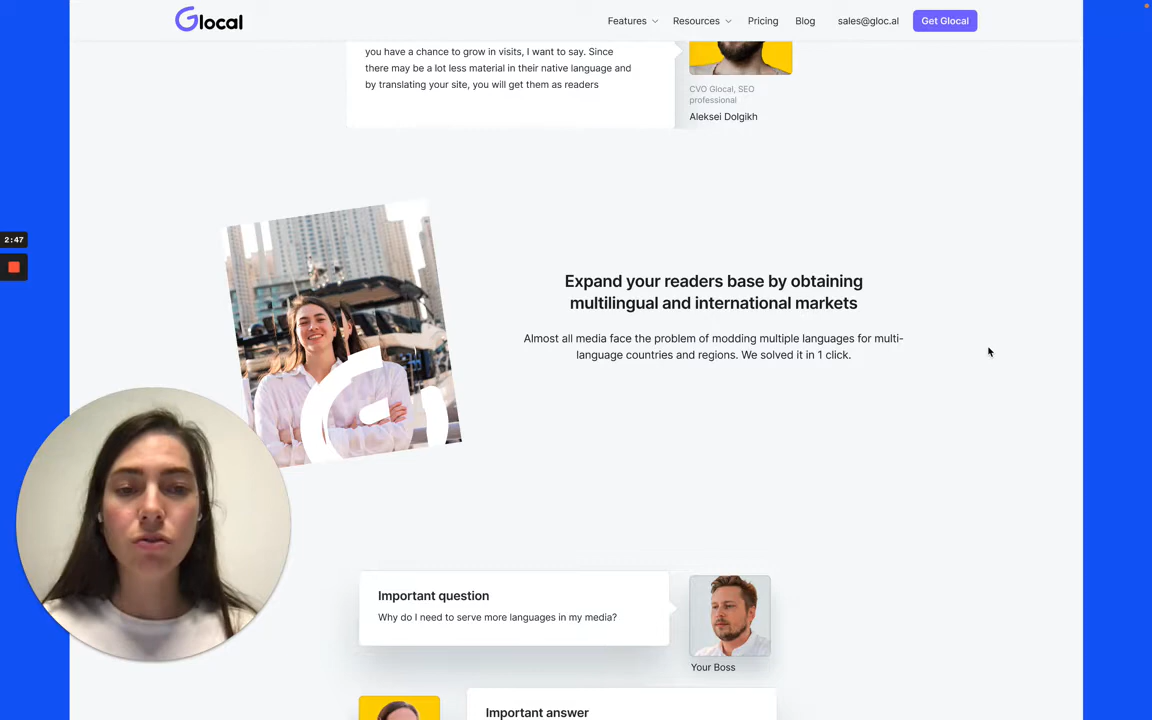 Glocal
Features
Resources
Pricing
Blog
sales@gloc.al
Get Glocal
you have a chance to grow in visits, I want to say. Since
there may be a lot less material in their native language and
by translating your site, you will get them as readers
CVO Glocal, SEO
professional
Aleksei Dolgikh
2:47
Expand your readers base by obtaining
multilingual and international markets
Almost all media face the problem of modding multiple languages for multi-
language countries and regions. We solved it in 1 click.
Important question
Why do I need to serve more languages in my media?
Your Boss
Important answer